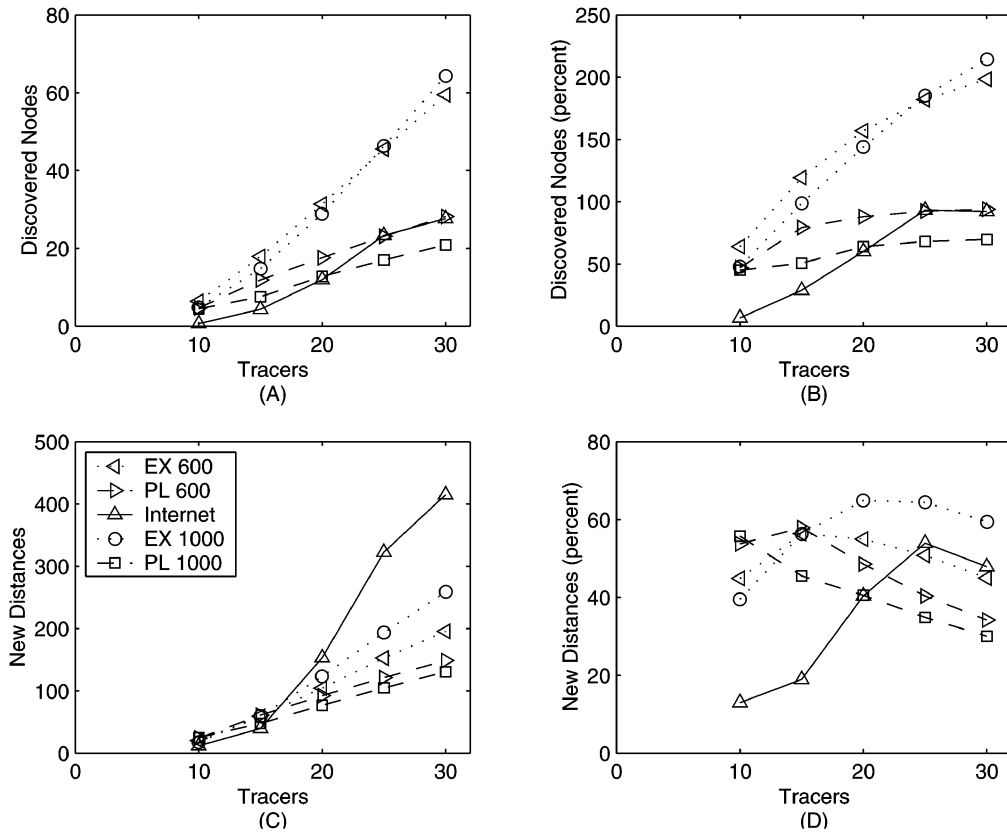 80
60
40
20
0
Discovered Nodes
0
10
20
30
Tracers
(A)
250
200
150
100
50
0
Discovered Nodes (percent)
0
10
20
30
Tracers
(B)
500
400
300
200
100
0
New Distances
EX 600
PL 600
Internet
EX 1000
PL 1000
0
10
20
30
Tracers
(C)
80
60
40
20
0
New Distances (percent)
0
10
20
30
Tracers
(D)